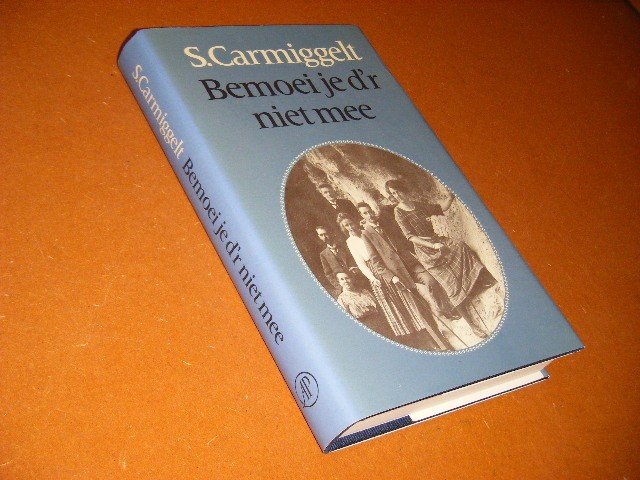 S.Carmiggelt
Bemoei je d'r
niet mee
S.Carmiggelt Bemoei je d'r niet mee